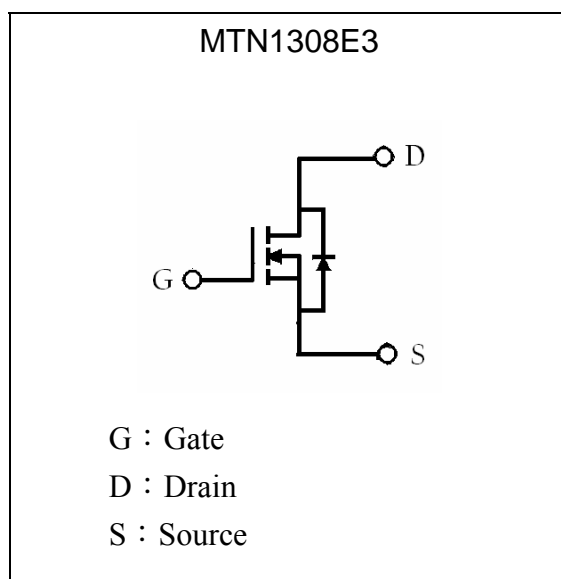 MTN1308E3
D
G
S
G：Gate
D：Drain
S：Source